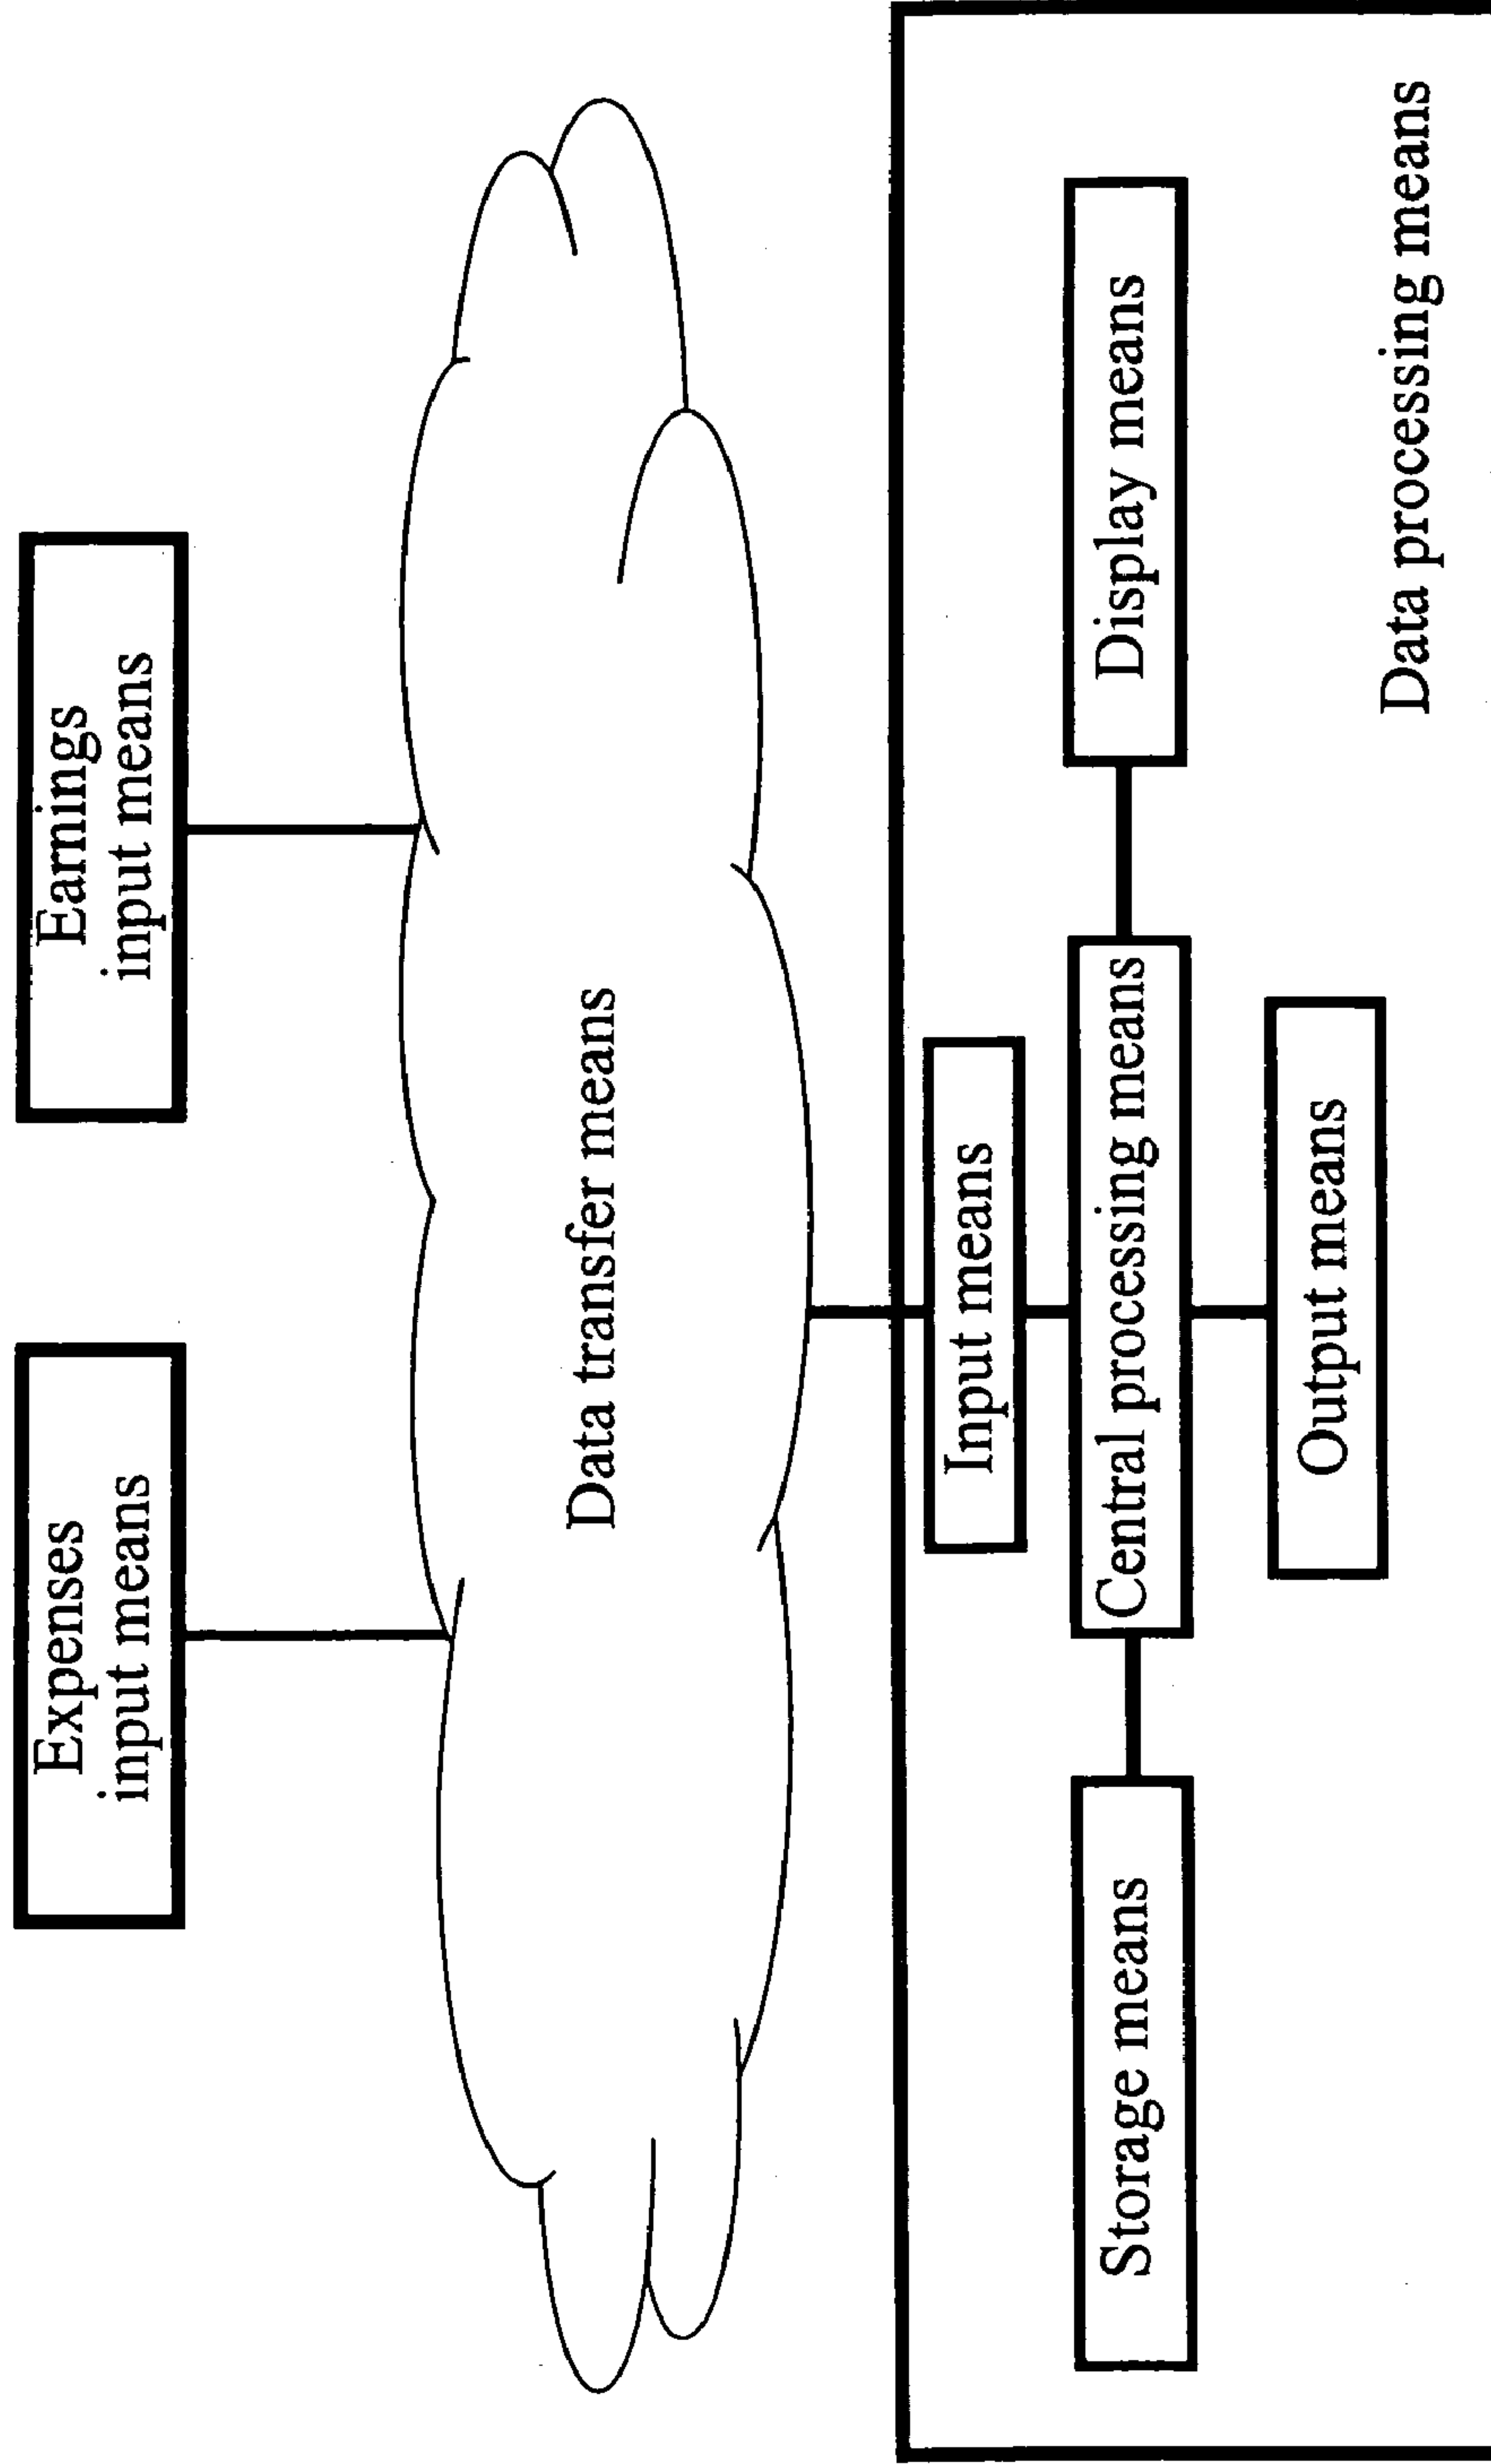 Expenses
input means
Earnings
input means
Data transfer means
Input means
Storage means
Central processing means
Display means
Output means
Data processing means